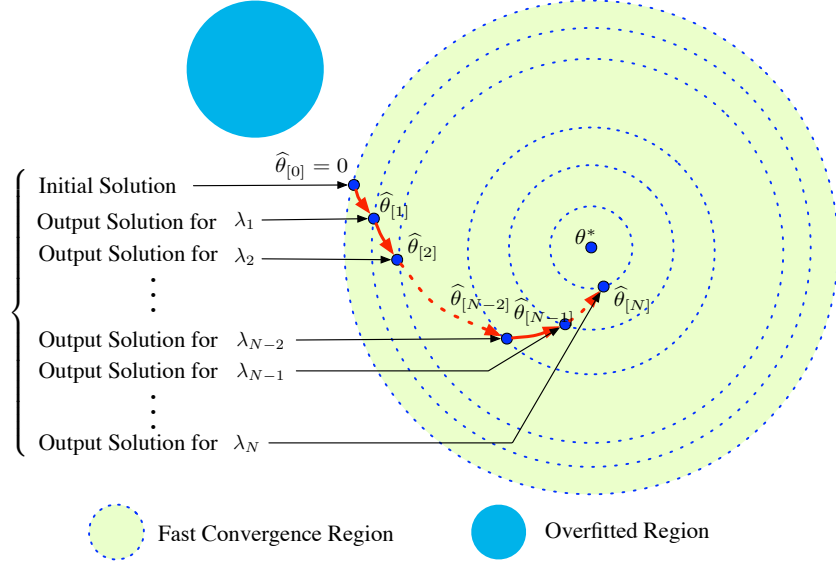 θ̂[0] = 0
Initial Solution
θ̂[1]
Output Solution for λ1
θ̂[2]
Output Solution for λ2
θ*
θ̂[N−2]
θ̂[N−1]
θ̂[N]
Output Solution for λN−2
Output Solution for λN−1
Output Solution for λN
Fast Convergence Region
Overfitted Region